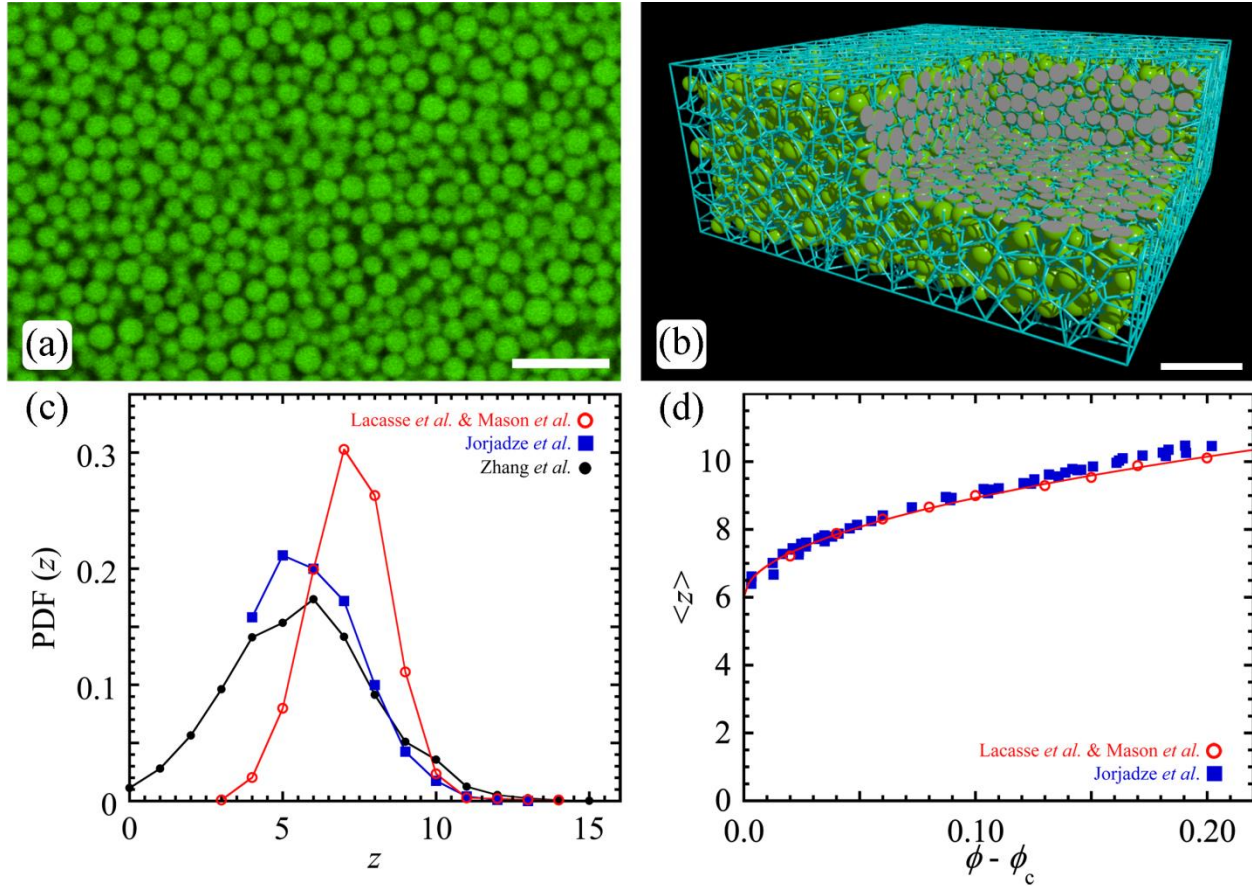 (a)
(b)
(c)
Lacasse et al. & Mason et al.
Jorjadze et al.
Zhang et al.
PDF (z)
0.3
0.2
0.1
0
0 5 10 15
z
(d)
10
8
6
4
2
0
<z>
Lacasse et al. & Mason et al.
Jorjadze et al.
0.0 0.10 0.20
ϕ - ϕc